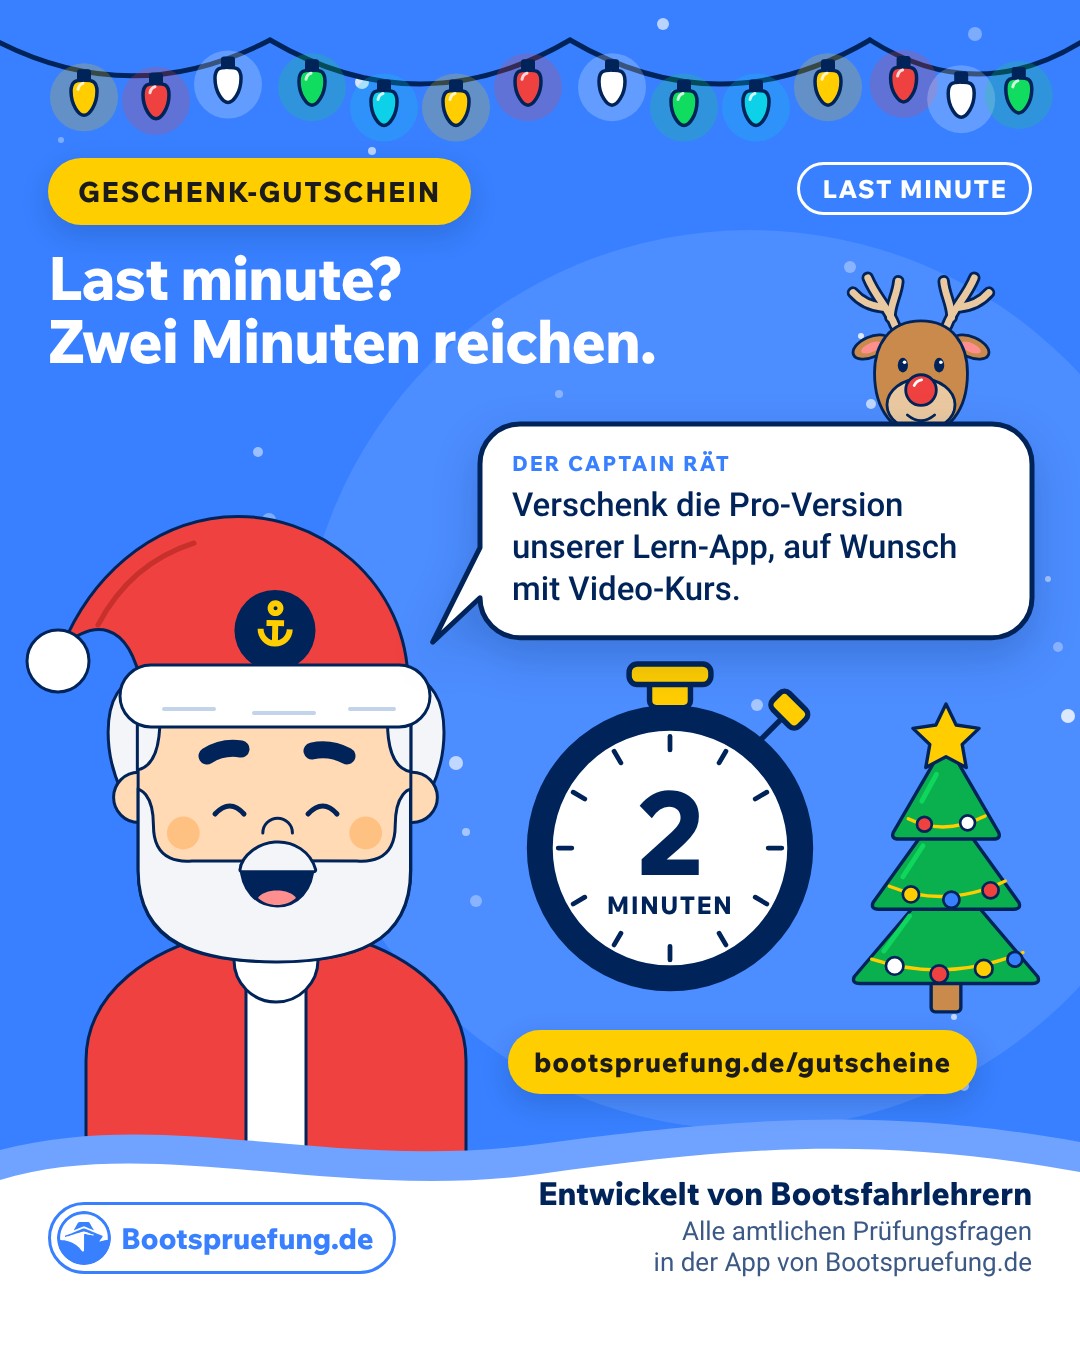 GESCHENK-GUTSCHEIN
LAST MINUTE
Last minute?
Zwei Minuten reichen.
DER CAPTAIN RÄT
Verschenk die Pro-Version
unserer Lern-App, auf Wunsch
mit Video-Kurs.
2
MINUTEN
bootspruefung.de/gutscheine
Entwickelt von Bootsfahrlehrern
Alle amtlichen Prüfungsfragen
in der App von Bootspruefung.de
Bootspruefung.de